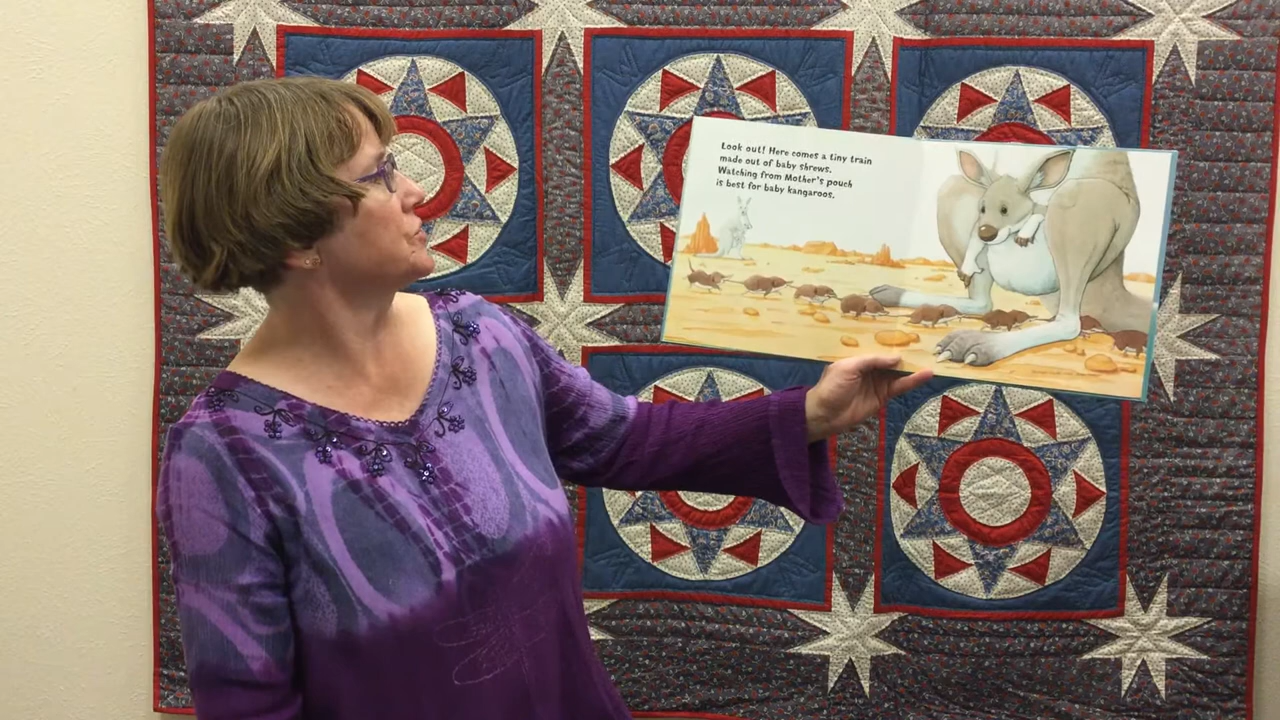 Look out! Here comes a tiny train
made out of baby shrews.
Watching from Mother's pouch
is best for baby kangaroos.